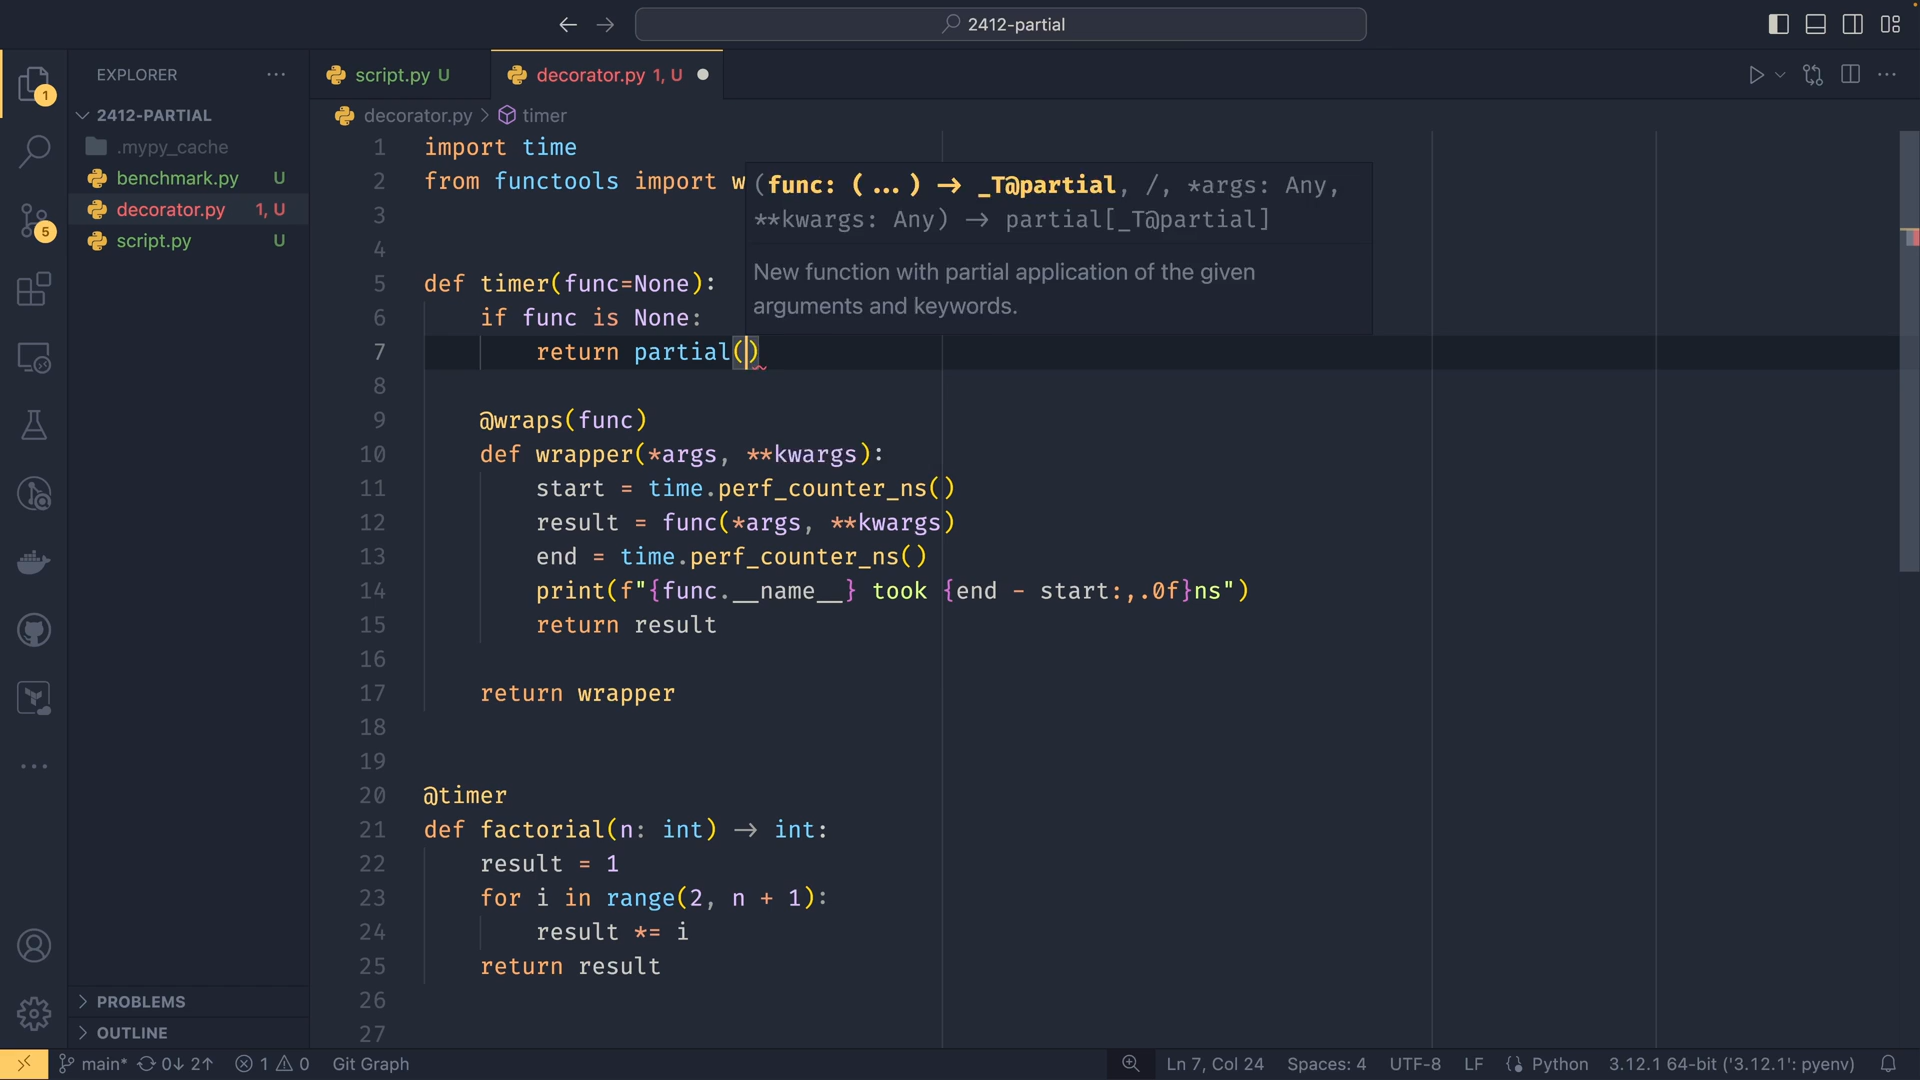 2412-partial
EXPLORER
script.py U
decorator.py 1, U
2412-PARTIAL
.mypy_cache
benchmark.py U
decorator.py 1, U
script.py U
PROBLEMS
OUTLINE
1
5
decorator.py > timer
1 import time
2 from functools import w
3
4
5 def timer(func=None):
6 if func is None:
7 return partial()
8
9 @wraps(func)
10 def wrapper(*args, **kwargs):
11 start = time.perf_counter_ns()
12 result = func(*args, **kwargs)
13 end = time.perf_counter_ns()
14 print(f"{func.__name__} took {end - start:,.0f}ns")
15 return result
16
17 return wrapper
18
19
20 @timer
21 def factorial(n: int) → int:
22 result = 1
23 for i in range(2, n + 1):
24 result *= i
25 return result
26
27
(func: (...) → _T@partial, /, *args: Any,
**kwargs: Any) → partial[_T@partial]
New function with partial application of the given
arguments and keywords.
main* 0↓ 2↑ 1 0 Git Graph Ln 7, Col 24 Spaces: 4 UTF-8 LF Python 3.12.1 64-bit ('3.12.1': pyenv)